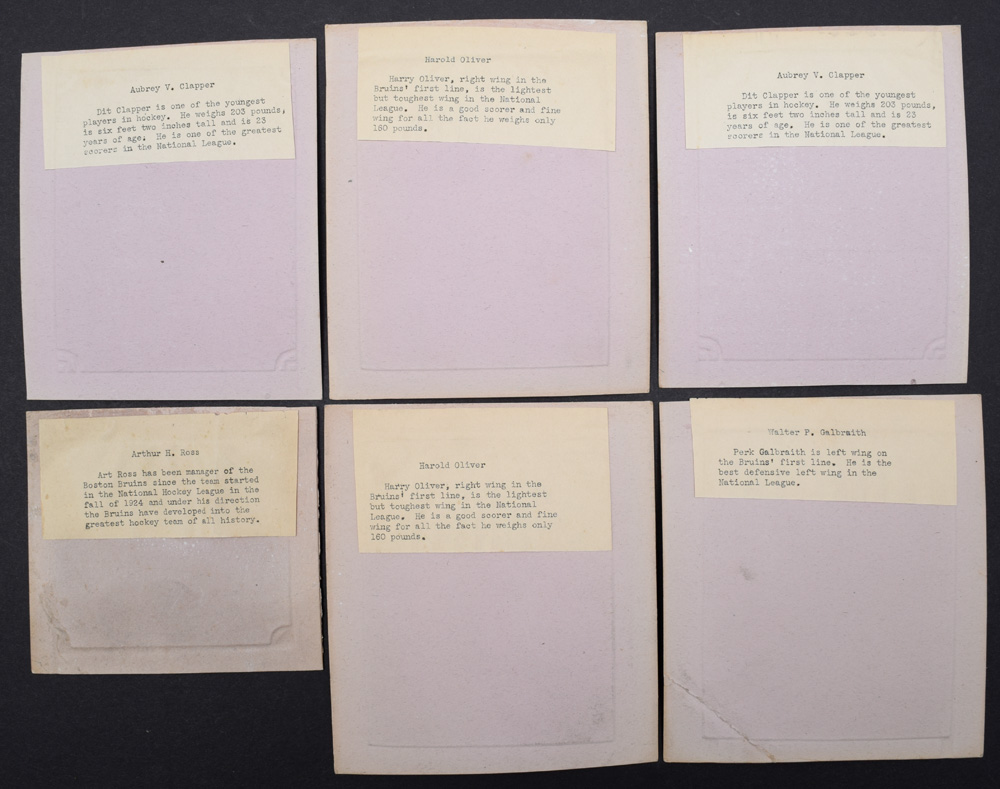 Aubrey V. Clapper
Dit Clapper is one of the youngest
players in hockey. He weighs 203 pounds,
is six feet two inches tall and is 23
years of age. He is one of the greatest
scorers in the National League.
Harold Oliver
Harry Oliver, right wing in the
Bruins' first line, is the lightest
but toughest wing in the National
League. He is a good scorer and fine
wing for all the fact he weighs only
160 pounds.
Aubrey V. Clapper
Dit Clapper is one of the youngest
players in hockey. He weighs 203 pounds,
is six feet two inches tall and is 23
years of age. He is one of the greatest
scorers in the National League.
Arthur H. Ross
Art Ross has been manager of the
Boston Bruins since the team started
in the National Hockey League in the
fall of 1924 and under his direction
the Bruins have developed into the
greatest hockey team of all history.
Harold Oliver
Harry Oliver, right wing in the
Bruins' first line, is the lightest
but toughest wing in the National
League. He is a good scorer and fine
wing for all the fact he weighs only
160 pounds.
Walter P. Galbraith
Perk Galbraith is left wing on
the Bruins' first line. He is the
best defensive left wing in the
National League.